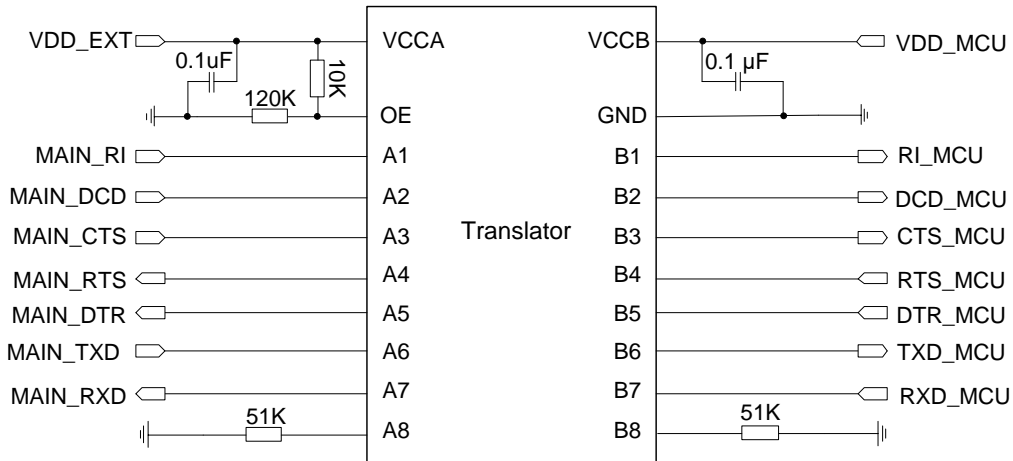 VDD_EXT VCCA VCCB VDD_MCU
0.1uF 10K 0.1 µF
120K OE GND
MAIN_RI A1 B1 RI_MCU
MAIN_DCD A2 B2 DCD_MCU
MAIN_CTS A3 Translator B3 CTS_MCU
MAIN_RTS A4 B4 RTS_MCU
MAIN_DTR A5 B5 DTR_MCU
MAIN_TXD A6 B6 TXD_MCU
MAIN_RXD A7 B7 RXD_MCU
51K A8 B8 51K